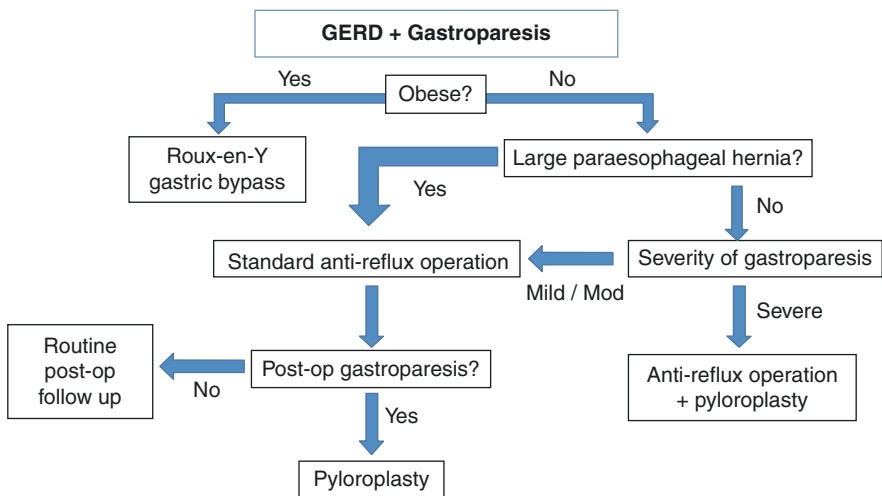 GERD + Gastroparesis
Yes
Obese?
No
Roux-en-Y
gastric bypass
Large paraesophageal hernia?
Yes
No
Standard anti-reflux operation
Severity of gastroparesis
Mild / Mod
Severe
Routine
post-op
follow up
No
Post-op gastroparesis?
Anti-reflux operation
+ pyloroplasty
Yes
Pyloroplasty